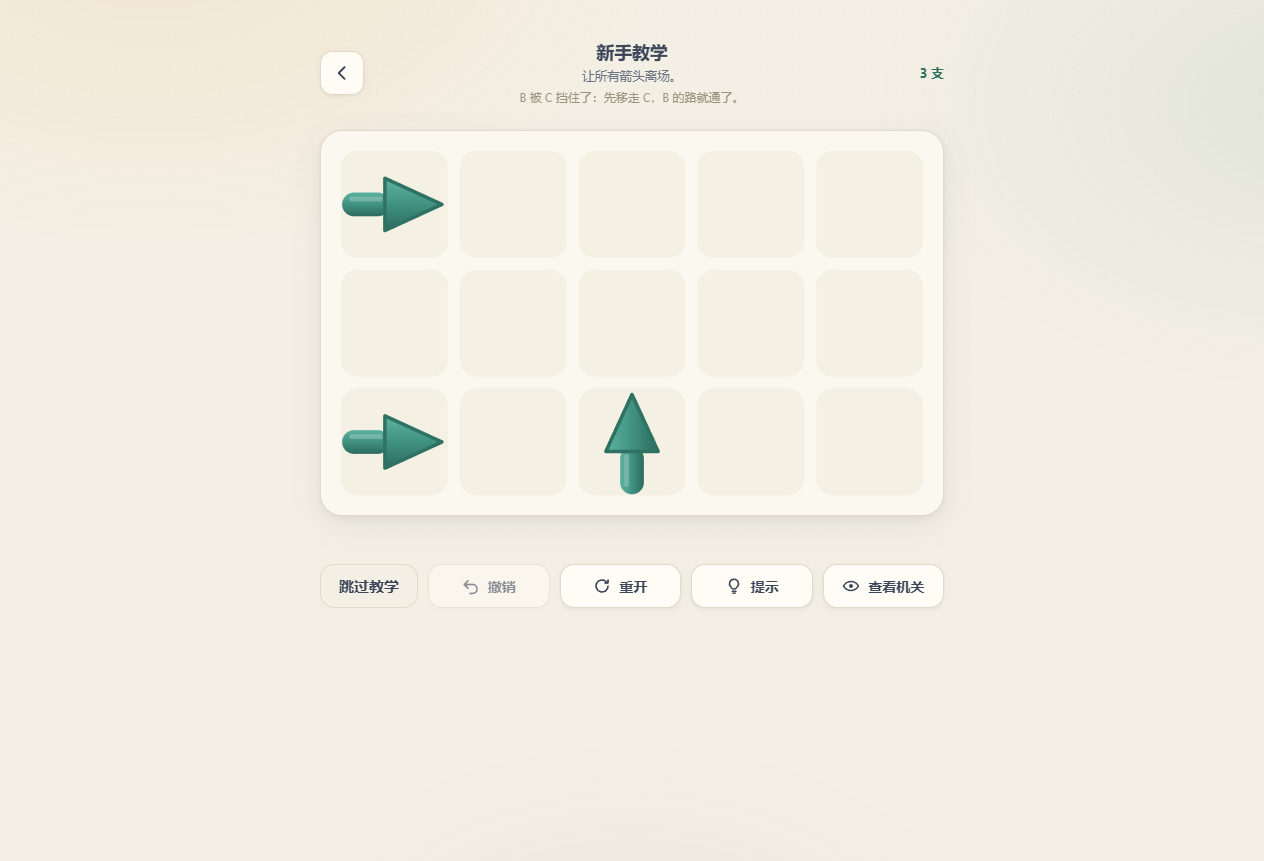 新手教学
让所有箭头离场。
3 支
B 被 C 挡住了：先移走 C，B 的路就通了。
跳过教学
撤销
重开
提示
查看机关